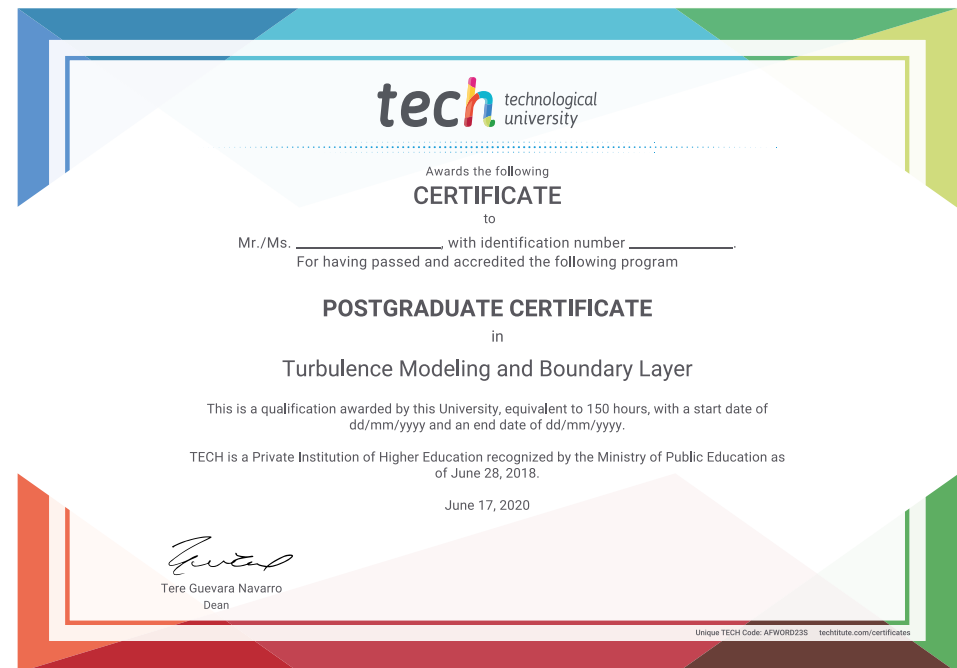 tech technological
university
Awards the following
CERTIFICATE
to
Mr./Ms. ____________________, with identification number ______________.
For having passed and accredited the following program
POSTGRADUATE CERTIFICATE
in
Turbulence Modeling and Boundary Layer
This is a qualification awarded by this University, equivalent to 150 hours, with a start date of
dd/mm/yyyy and an end date of dd/mm/yyyy.
TECH is a Private Institution of Higher Education recognized by the Ministry of Public Education as
of June 28, 2018.
June 17, 2020
Tere Guevara Navarro
Dean
Unique TECH Code: AFWORD23S techtitute.com/certificates